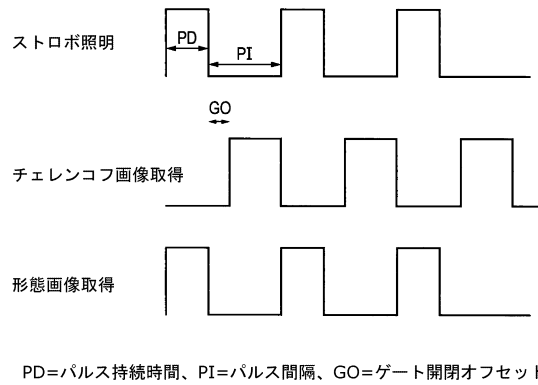 ストロボ照明
PD
PI
GO
チェレンコフ画像取得
形態画像取得
PD=パルス持続時間、PI=パルス間隔、GO=ゲート開閉オフセット